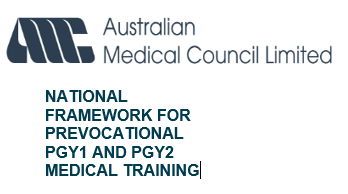 Australian
Medical Council Limited
NATIONAL
FRAMEWORK FOR
PREVOCATIONAL
PGY1 AND PGY2
MEDICAL TRAINING